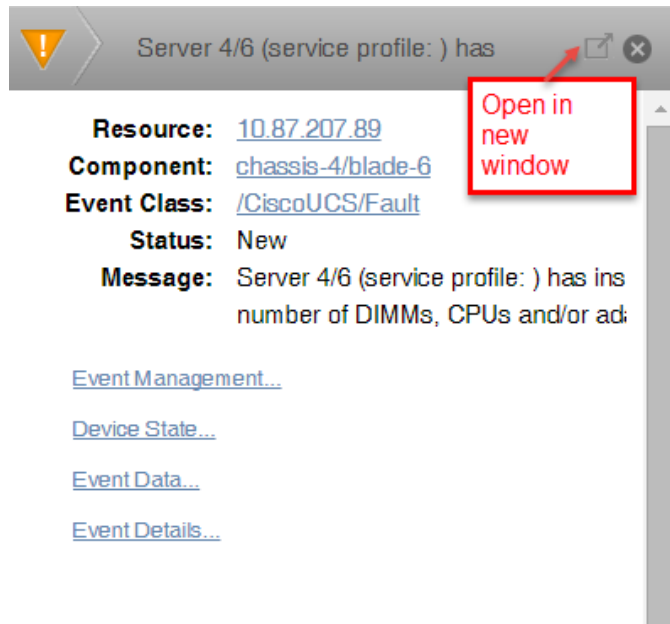 Server 4/6 (service profile: ) has
Open in
new
window
Resource: 10.87.207.89
Component: chassis-4/blade-6
Event Class: /CiscoUCS/Fault
Status: New
Message: Server 4/6 (service profile: ) has ins
number of DIMMs, CPUs and/or ada
Event Management...
Device State...
Event Data...
Event Details...